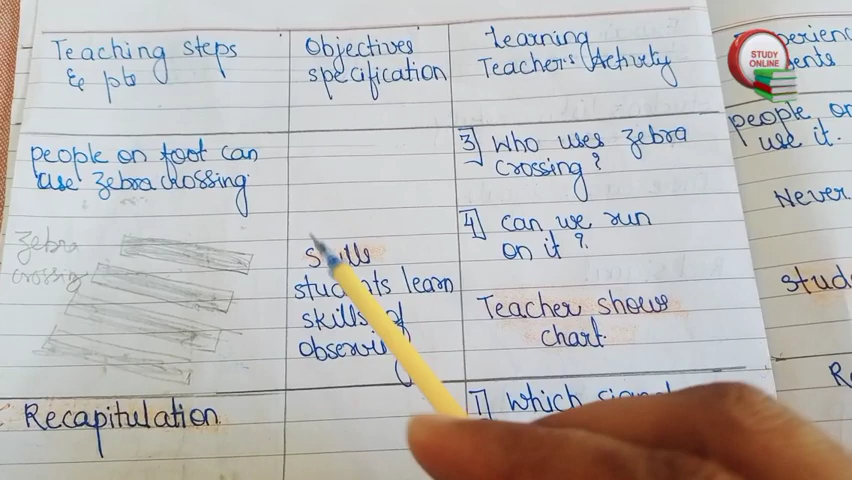 Teaching steps
& pts
Objectives
specification
Learning
Teacher's Activity
STUDY
ONLINE
people on foot can
use zebra crossing
3] Who uses zebra
crossing?
people
use it.
4] can we run
on it?
Never
zebra
crossing
skills
students learn
skills of
Teacher shows
chart.
Recapitulation
1] which